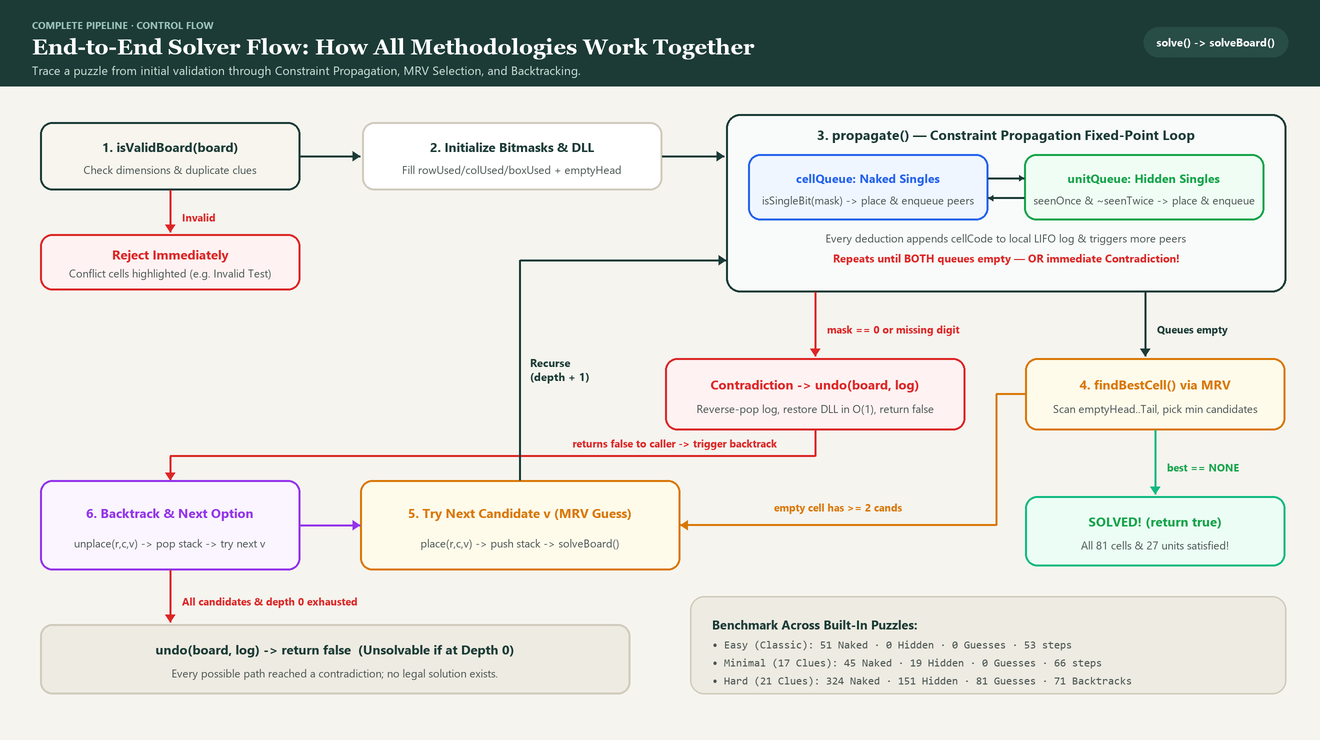 COMPLETE PIPELINE · CONTROL FLOW
End-to-End Solver Flow: How All Methodologies Work Together
Trace a puzzle from initial validation through Constraint Propagation, MRV Selection, and Backtracking.
solve() -> solveBoard()
1. isValidBoard(board)
Check dimensions & duplicate clues
2. Initialize Bitmasks & DLL
Fill rowUsed/colUsed/boxUsed + emptyHead
3. propagate() — Constraint Propagation Fixed-Point Loop
cellQueue: Naked Singles
isSingleBit(mask) -> place & enqueue peers
unitQueue: Hidden Singles
seenOnce & ~seenTwice -> place & enqueue
Every deduction appends cellCode to local LIFO log & triggers more peers
Repeats until BOTH queues empty — OR immediate Contradiction!
Invalid
Reject Immediately
Conflict cells highlighted (e.g. Invalid Test)
mask == 0 or missing digit
Queues empty
Recurse
(depth + 1)
Contradiction -> undo(board, log)
Reverse-pop log, restore DLL in O(1), return false
4. findBestCell() via MRV
Scan emptyHead..Tail, pick min candidates
returns false to caller -> trigger backtrack
best == NONE
6. Backtrack & Next Option
unplace(r,c,v) -> pop stack -> try next v
5. Try Next Candidate v (MRV Guess)
place(r,c,v) -> push stack -> solveBoard()
empty cell has >= 2 cands
SOLVED! (return true)
All 81 cells & 27 units satisfied!
All candidates & depth 0 exhausted
undo(board, log) -> return false (Unsolvable if at Depth 0)
Every possible path reached a contradiction; no legal solution exists.
Benchmark Across Built-In Puzzles:
• Easy (Classic): 51 Naked · 0 Hidden · 0 Guesses · 53 steps
• Minimal (17 Clues): 45 Naked · 19 Hidden · 0 Guesses · 66 steps
• Hard (21 Clues): 324 Naked · 151 Hidden · 81 Guesses · 71 Backtracks